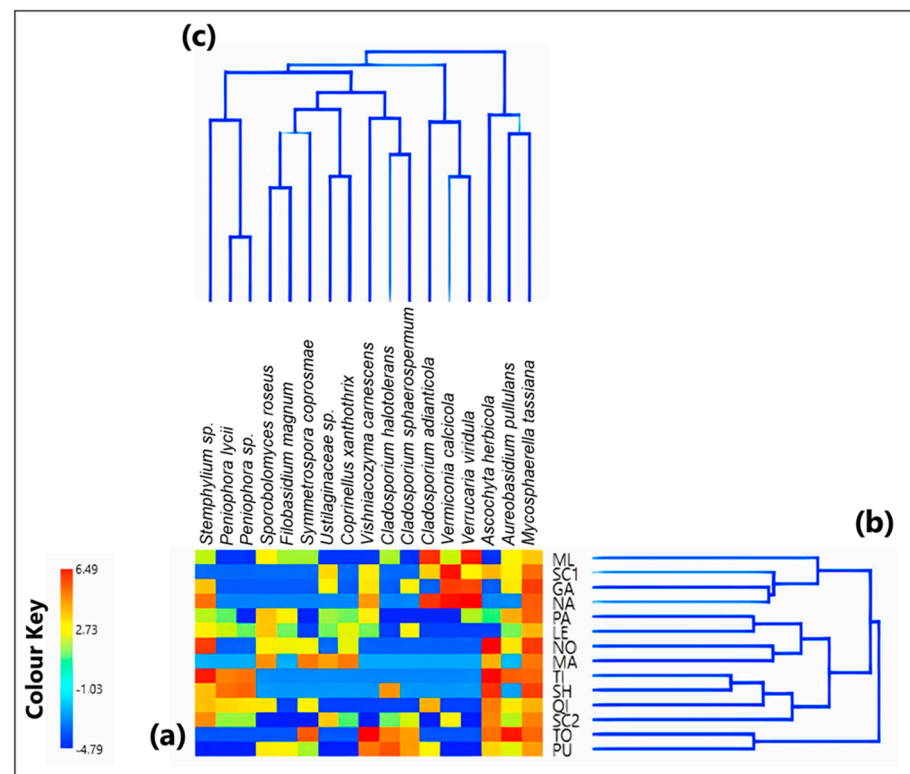 (c)
Stemphylium sp.
Peniophora lycii
Peniophora sp.
Sporobolomyces roseus
Filobasidium magnum
Symmetrospora coprosmae
Ustilaginaceae sp.
Coprinellus xanthothrix
Vishniacozyma carnescens
Cladosporium halotolerans
Cladosporium sphaerospermum
Cladosporium adianticola
Vermiconia calcicola
Verrucaria viridula
Ascochyta herbicola
Aureobasidium pullulans
Mycosphaerella tassiana
(b)
Colour Key
6.49
2.73
-1.03
-4.79
(a)
ML
SC1
GA
NA
PA
LE
NO
MA
TI
SH
QI
SC2
TO
PU